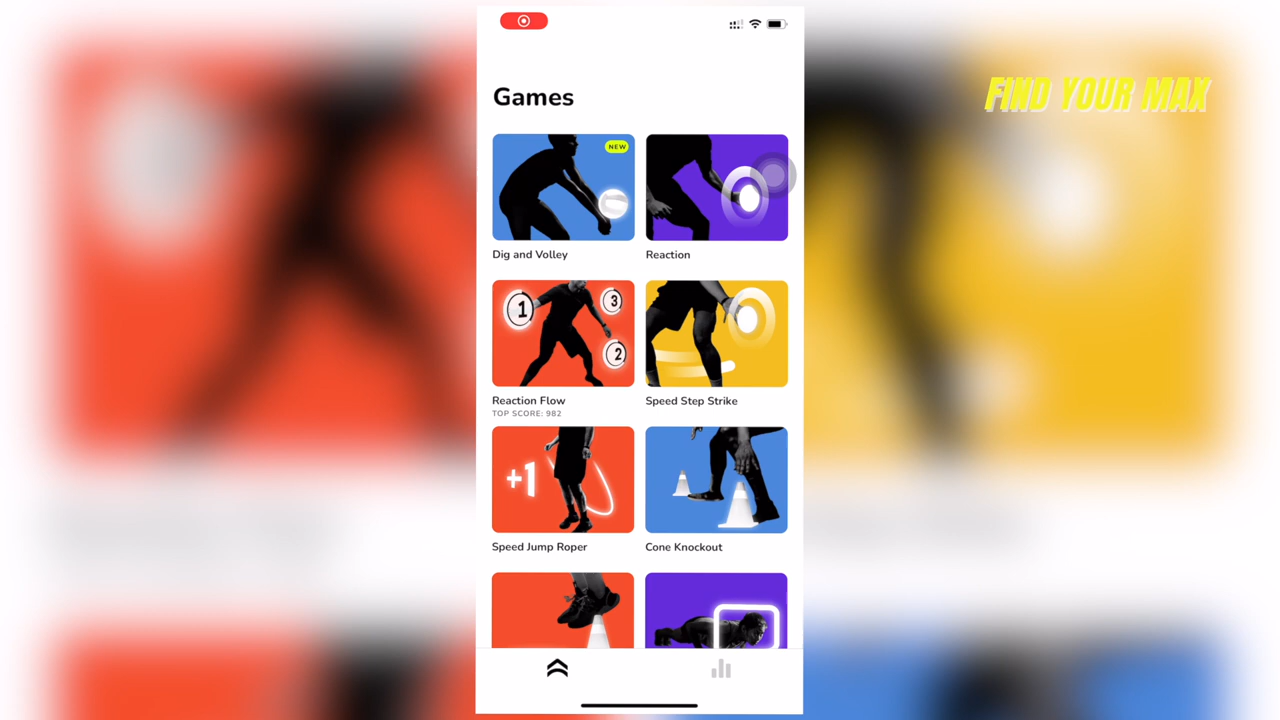 FIND YOUR MAX
Games
NEW
Dig and Volley
Reaction
1
3
2
Reaction Flow
TOP SCORE: 982
Speed Step Strike
+1
Speed Jump Roper
Cone Knockout